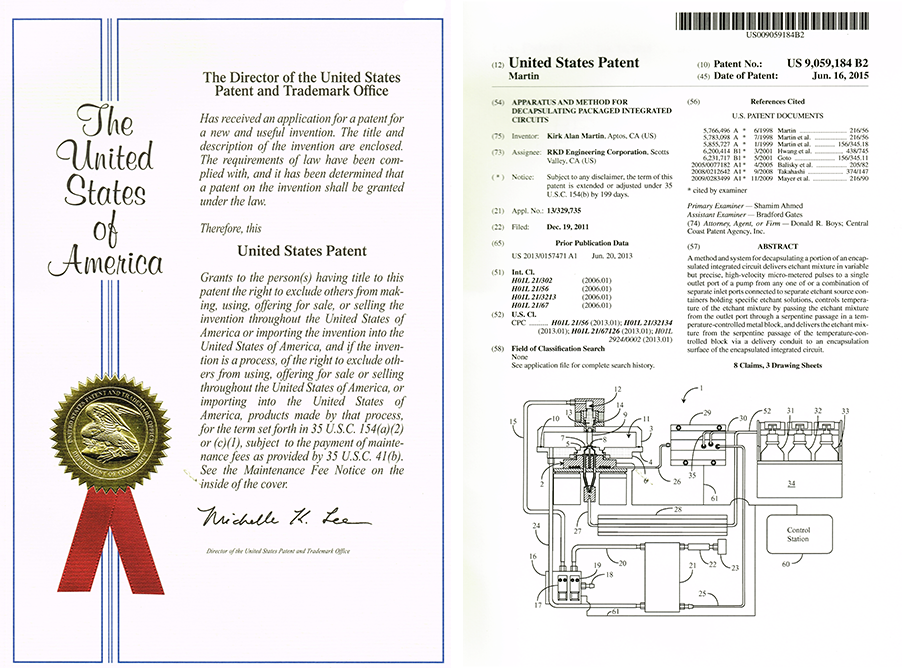 The
United
States
of
America
The Director of the United States
Patent and Trademark Office
Has received an application for a patent for
a new and useful invention. The title and
description of the invention are enclosed.
The requirements of law have been com-
plied with, and it has been determined that
a patent on the invention shall be granted
under the law.
Therefore, this
United States Patent
Grants to the person(s) having title to this
patent the right to exclude others from mak-
ing, using, offering for sale, or selling the
invention throughout the United States of
America or importing the invention into the
United States of America, and if the inven-
tion is a process, of the right to exclude oth-
ers from using, offering for sale or selling
throughout the United States of America, or
importing into the United States of
America, products made by that process,
for the term set forth in 35 U.S.C. 154(a)(2)
or (c)(1), subject to the payment of mainte-
nance fees as provided by 35 U.S.C. 41(b).
See the Maintenance Fee Notice on the
inside of the cover.
Michelle K. Lee
Director of the United States Patent and Trademark Office
US009059184B2
(12) United States Patent
Martin
(10) Patent No.: US 9,059,184 B2
(45) Date of Patent: Jun. 16, 2015
(54) APPARATUS AND METHOD FOR
DECAPSULATING PACKAGED INTEGRATED
CIRCUITS
(75) Inventor: Kirk Alan Martin, Aptos, CA (US)
(73) Assignee: RKD Engineering Corporation, Scotts
Valley, CA (US)
(*) Notice: Subject to any disclaimer, the term of this
patent is extended or adjusted under 35
U.S.C. 154(b) by 199 days.
(21) Appl. No.: 13/329,735
(22) Filed: Dec. 19, 2011
(65) Prior Publication Data
US 2013/0157471 A1 Jun. 20, 2013
(51) Int. Cl.
H01L 21/302 (2006.01)
H01L 21/56 (2006.01)
H01L 21/3213 (2006.01)
H01L 21/67 (2006.01)
(52) U.S. Cl.
CPC .......... H01L 21/56 (2013.01); H01L 21/32134
(2013.01); H01L 21/67126 (2013.01); H01L
2924/0002 (2013.01)
(58) Field of Classification Search
None
See application file for complete search history.
(56) References Cited
U.S. PATENT DOCUMENTS
5,766,496 A * 6/1998 Martin ........ 216/56
5,783,098 A * 7/1998 Martin et al. ........ 216/56
5,855,727 A * 1/1999 Martin et al. ........ 156/345.18
6,200,414 B1 * 3/2001 Hwang et al. ........ 438/745
6,231,717 B1 * 5/2001 Goto ........ 156/345.11
2005/0077182 A1 * 4/2005 Balisky et al. ........ 205/82
2008/0212642 A1 * 9/2008 Takahashi ........ 374/147
2009/0283499 A1 * 11/2009 Mayer et al. ........ 216/90
* cited by examiner
Primary Examiner — Shamim Ahmed
Assistant Examiner — Bradford Gates
(74) Attorney, Agent, or Firm — Donald R. Boys; Central
Coast Patent Agency, Inc.
(57) ABSTRACT
A method and system for decapsulating a portion of an encap-
sulated integrated circuit delivers etchant mixture in variable
but precise, high-velocity micro-metered pulses to a single
outlet port of a pump from any one of or a combination of
separate inlet ports connected to separate etchant source con-
tainers holding specific etchant solutions, controls tempera-
ture of the etchant mixture by passing the etchant mixture
from the outlet port through a serpentine passage in a tem-
perature-controlled metal block, and delivers the etchant mix-
ture from the serpentine passage of the temperature-con-
trolled block via a delivery conduit to an encapsulation
surface of the encapsulated integrated circuit.
8 Claims, 3 Drawing Sheets
1
12
14
13
9
15
10
7
8
11
3
5
4
2
6
29
30
52
31
32
33
35
26
61
34
27
28
Control
Station
60
24
16
17
19
18
20
21
22
23
25
61